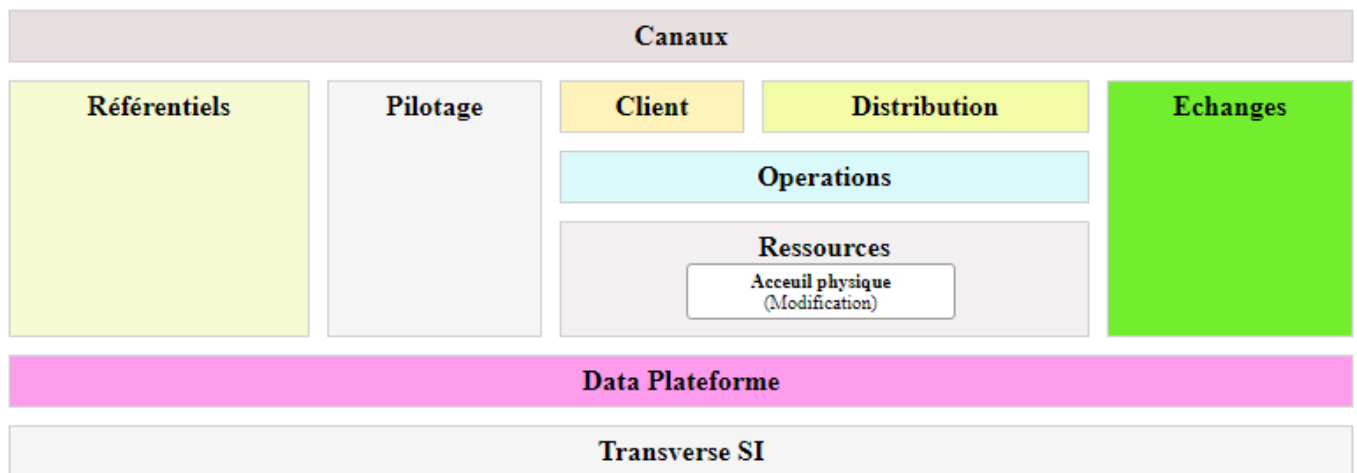 Canaux
Référentiels
Pilotage
Client
Distribution
Echanges
Operations
Ressources
Acceuil physique
(Modification)
Data Plateforme
Transverse SI